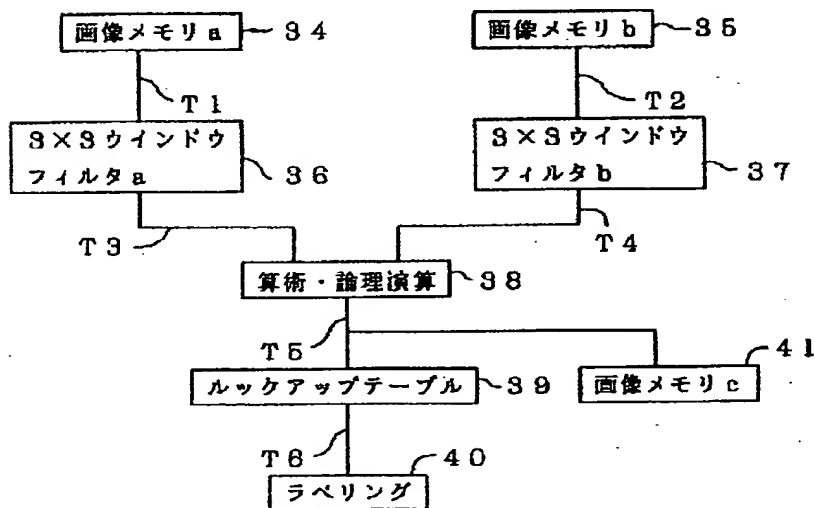 画像メモリa 34
画像メモリb 35
T1
T2
3×3ウインドウ
フィルタa 36
3×3ウインドウ
フィルタb 37
T3
T4
算術・論理演算 38
T5
41
ルックアップテーブル 39
画像メモリc
T6
40
ラベリング